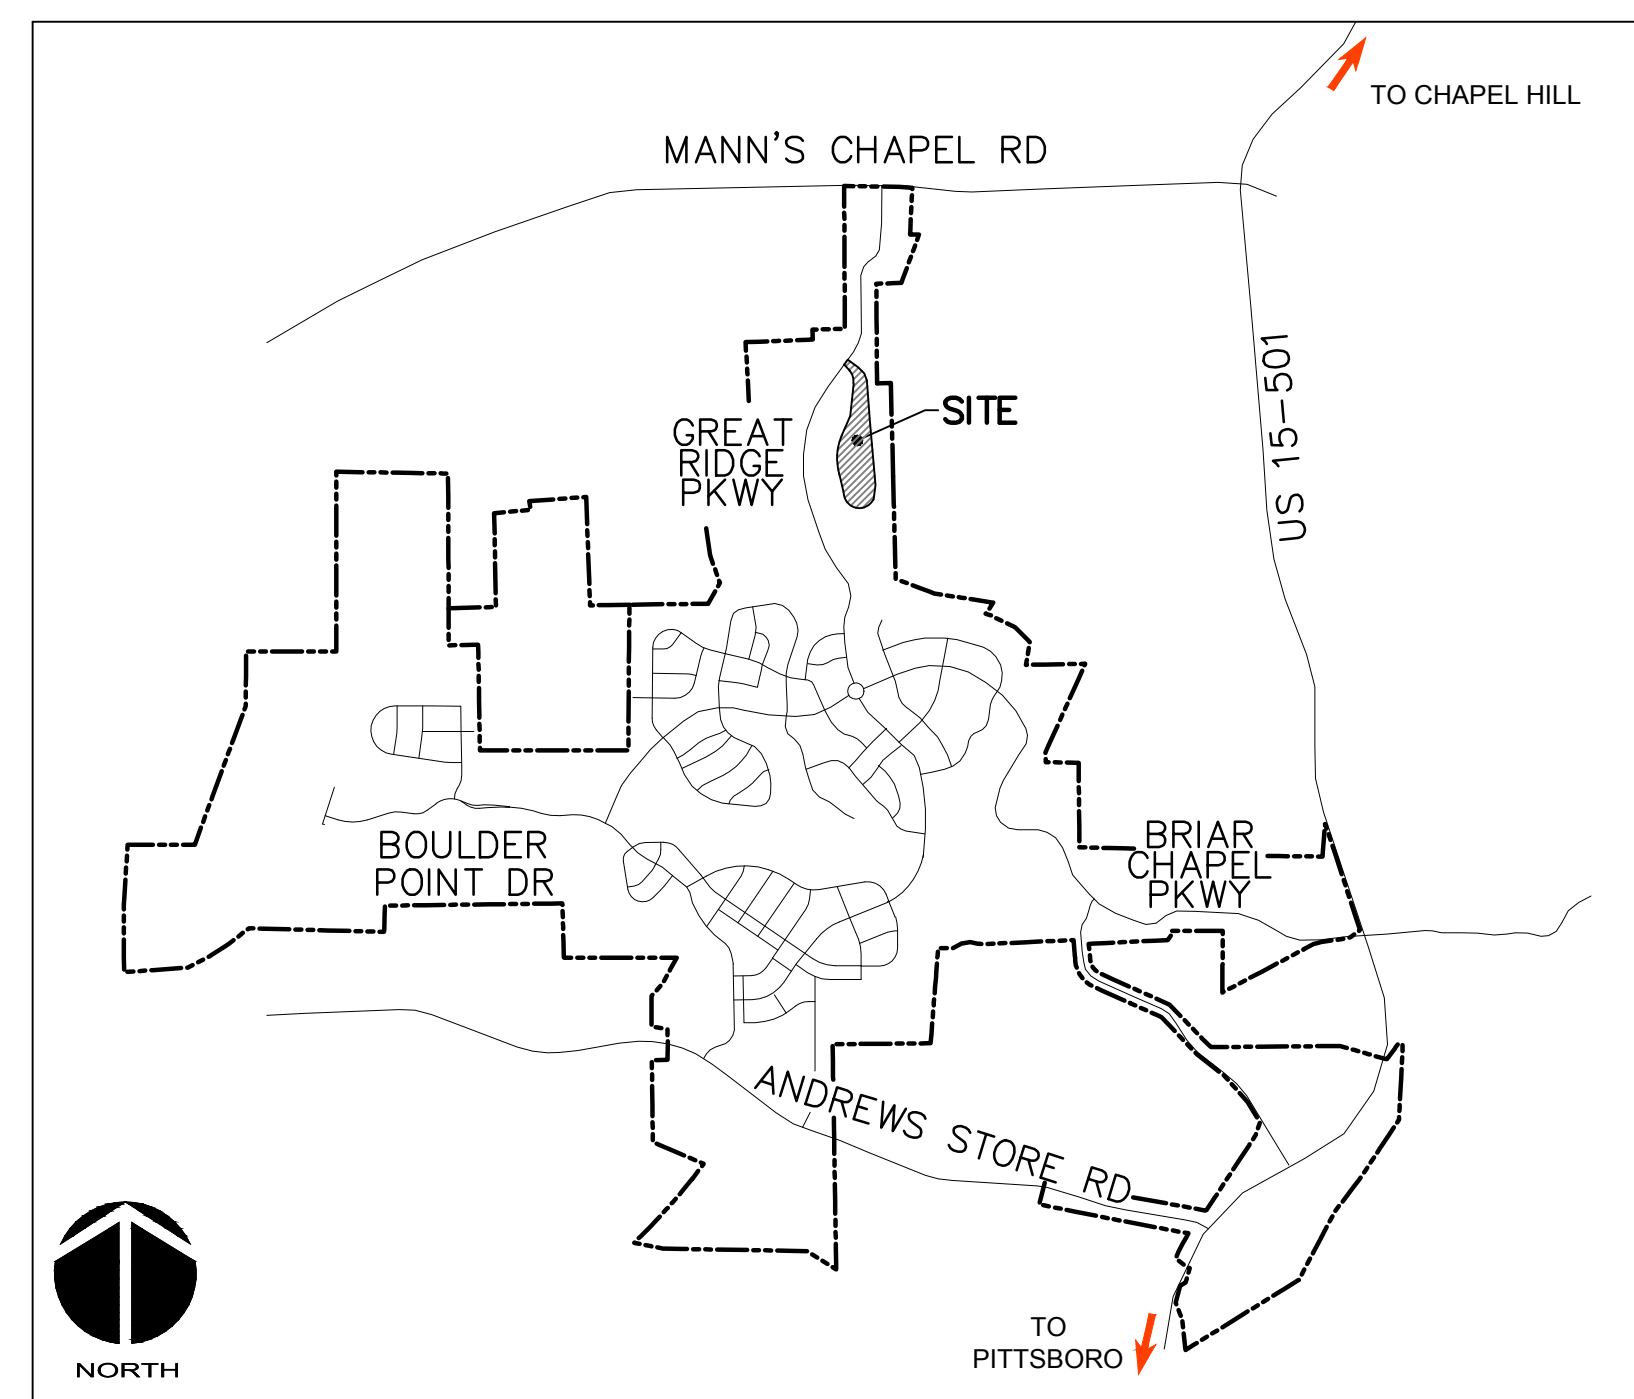 TO CHAPEL HILL
MANN'S CHAPEL RD
US 15-501
SITE
GREAT
RIDGE
PKWY
BOULDER
POINT DR
BRIAR
CHAPEL
PKWY
ANDREWS STORE RD
TO
PITTSBORO
NORTH